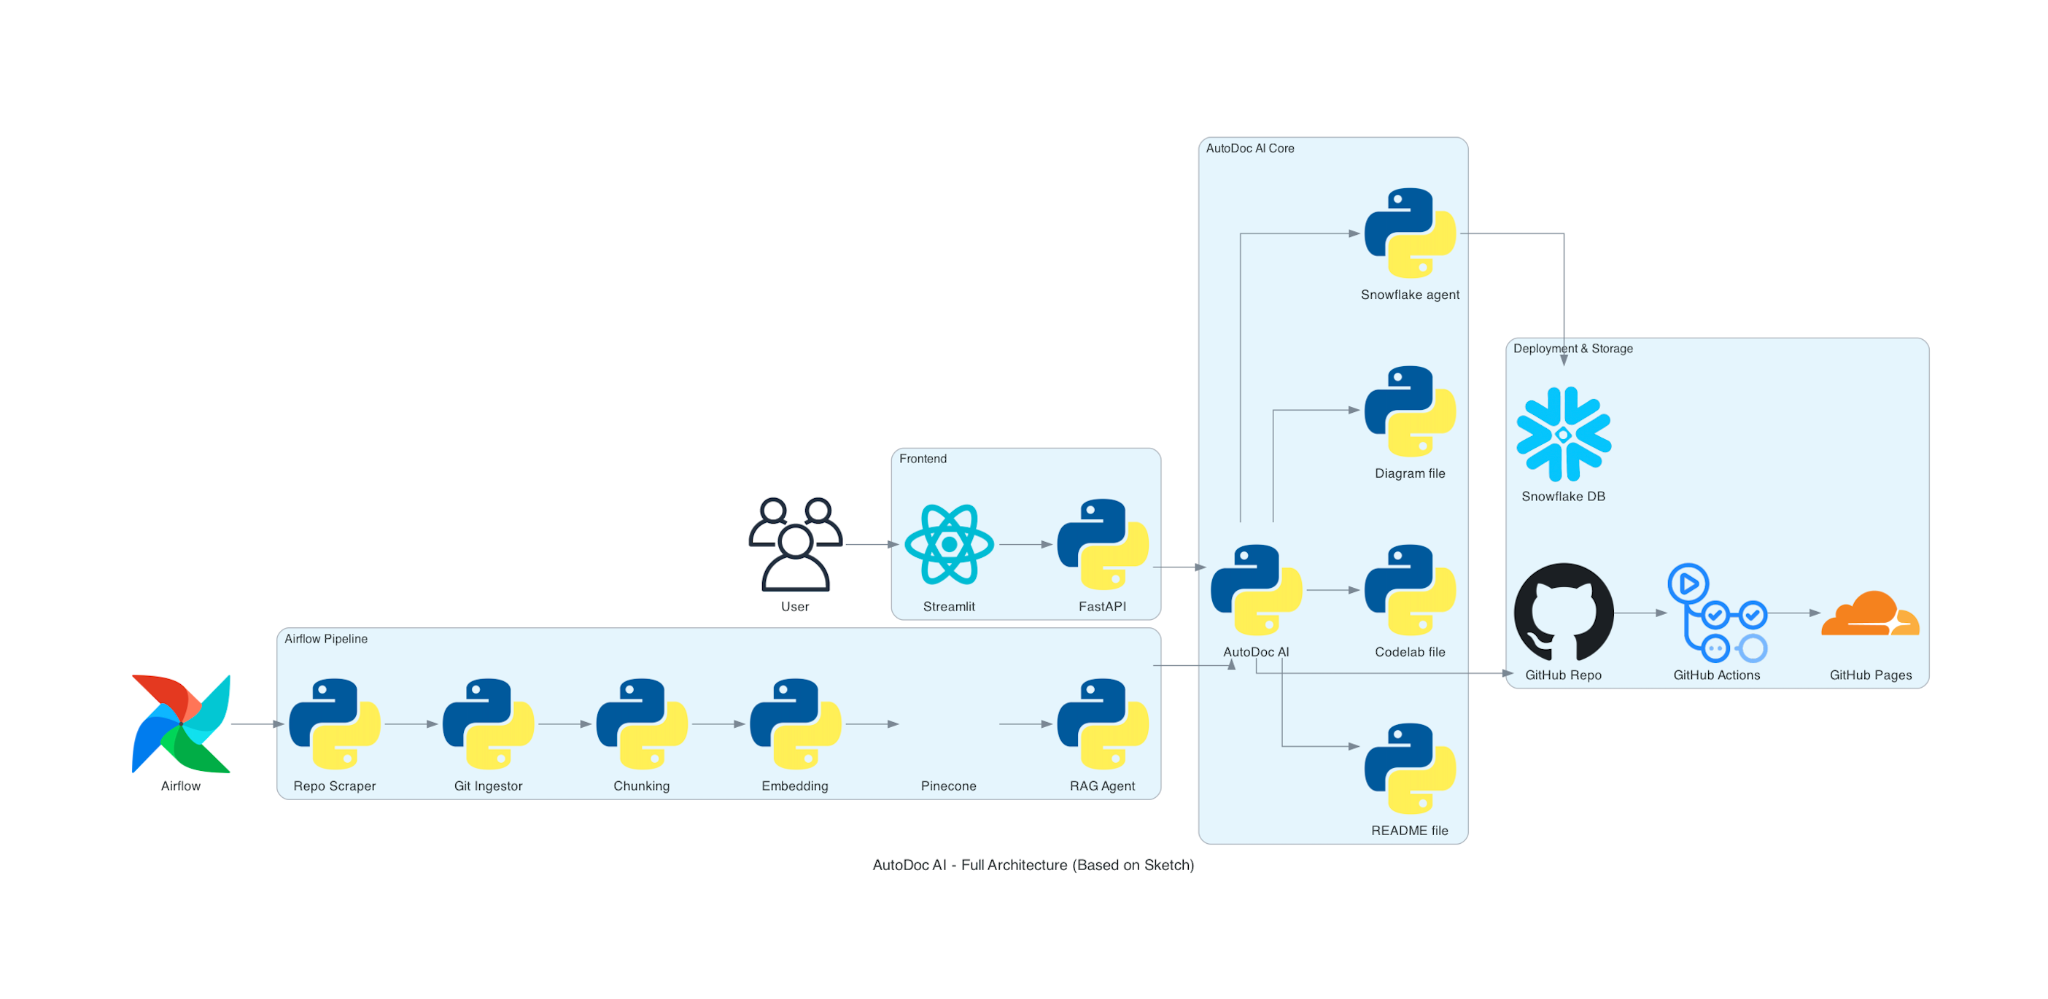 AutoDoc AI Core
Snowflake agent
Deployment & Storage
Diagram file
Snowflake DB
Frontend
User
Streamlit
FastAPI
AutoDoc AI
Codelab file
GitHub Repo
GitHub Actions
GitHub Pages
Airflow Pipeline
Airflow
Repo Scraper
Git Ingestor
Chunking
Embedding
Pinecone
RAG Agent
README file
AutoDoc AI - Full Architecture (Based on Sketch)